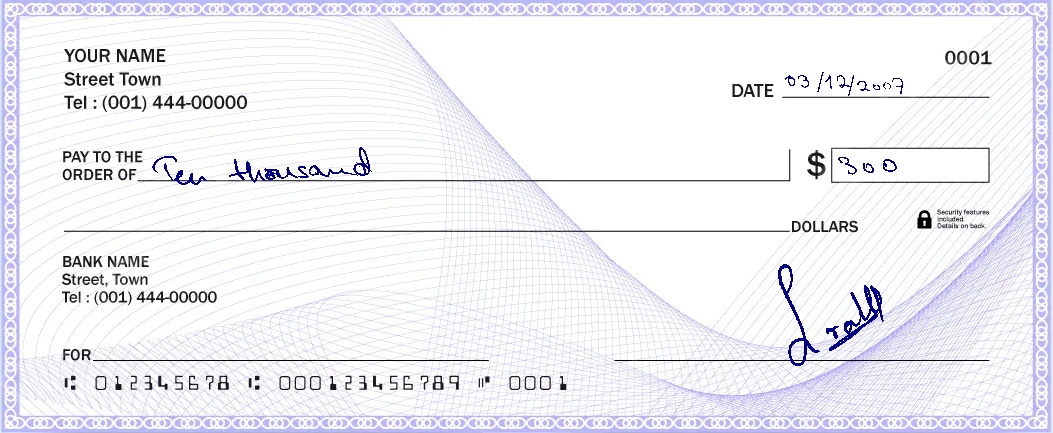 YOUR NAME
0001
Street Town
DATE 03/12/2007
Tel : (001) 444-00000
PAY TO THE
ORDER OF Ten thousand $ 300
DOLLARS
Security features
included.
Details on back.
BANK NAME
Street, Town
Tel : (001) 444-00000
FOR
⑆ 012345678 ⑆ 000123456789 ⑈ 0001